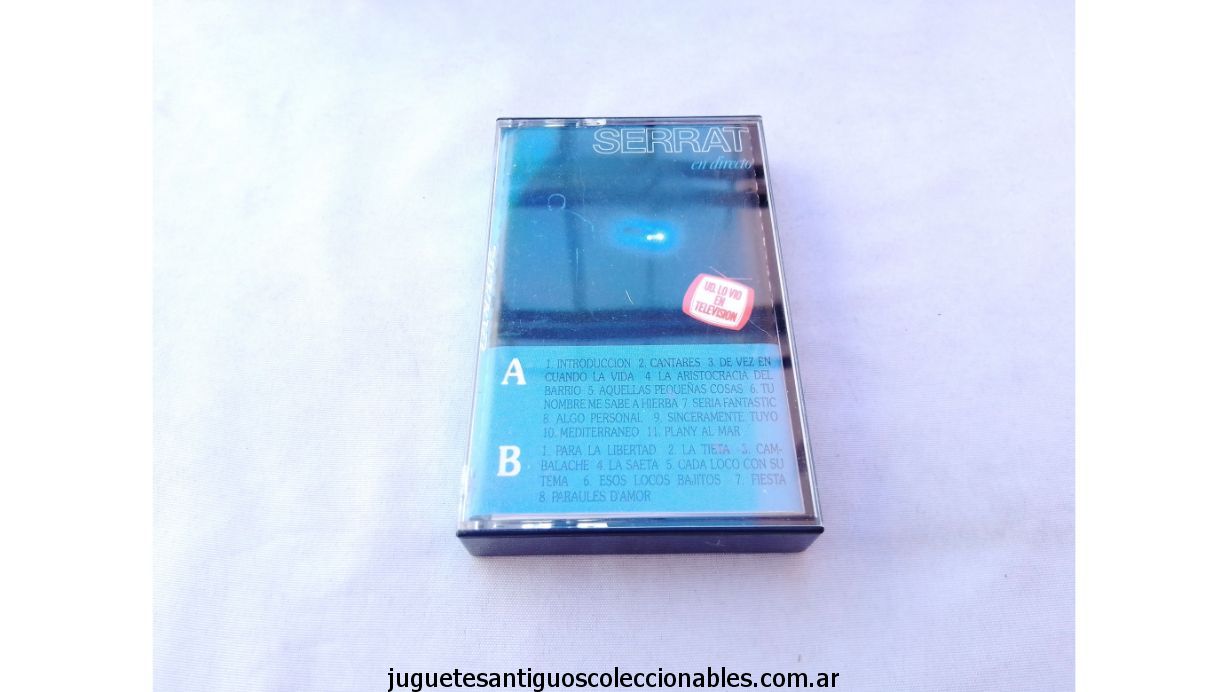 SERRAT
en directo
UD. LO VIO
EN
TELEVISION
A
1. INTRODUCCION 2. CANTARES 3. DE VEZ EN
CUANDO LA VIDA 4. LA ARISTOCRACIA DEL
BARRIO 5. AQUELLAS PEQUEÑAS COSAS 6. TU
NOMBRE ME SABE A HIERBA 7. SERIA FANTASTIC
8. ALGO PERSONAL 9. SINCERAMENTE TUYO
10. MEDITERRANEO 11. PLANY AL MAR
B
1. PARA LA LIBERTAD 2. LA TIETA 3. CAM-
BALACHE 4. LA SAETA 5. CADA LOCO CON SU
TEMA 6. ESOS LOCOS BAJITOS 7. FIESTA
8. PARAULES D'AMOR
juguetesantiguoscoleccionables.com.ar